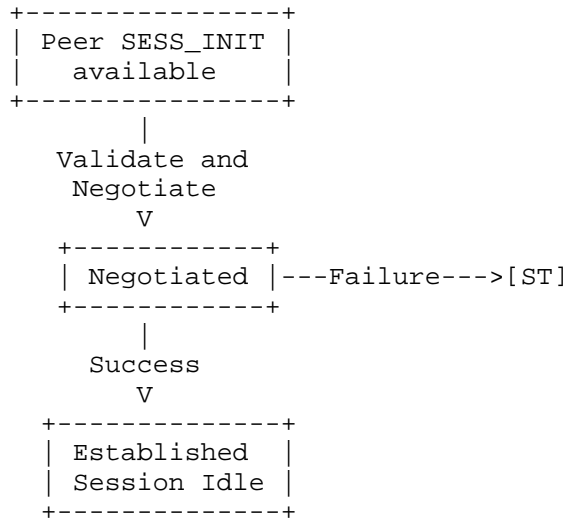 +----------------+
| Peer SESS_INIT |
|   available    |
+----------------+
        |
   Validate and
    Negotiate
        V
   +------------+
   | Negotiated |---Failure--->[ST]
   +------------+
        |
     Success
        V
  +--------------+
  | Established  |
  | Session Idle |
  +--------------+